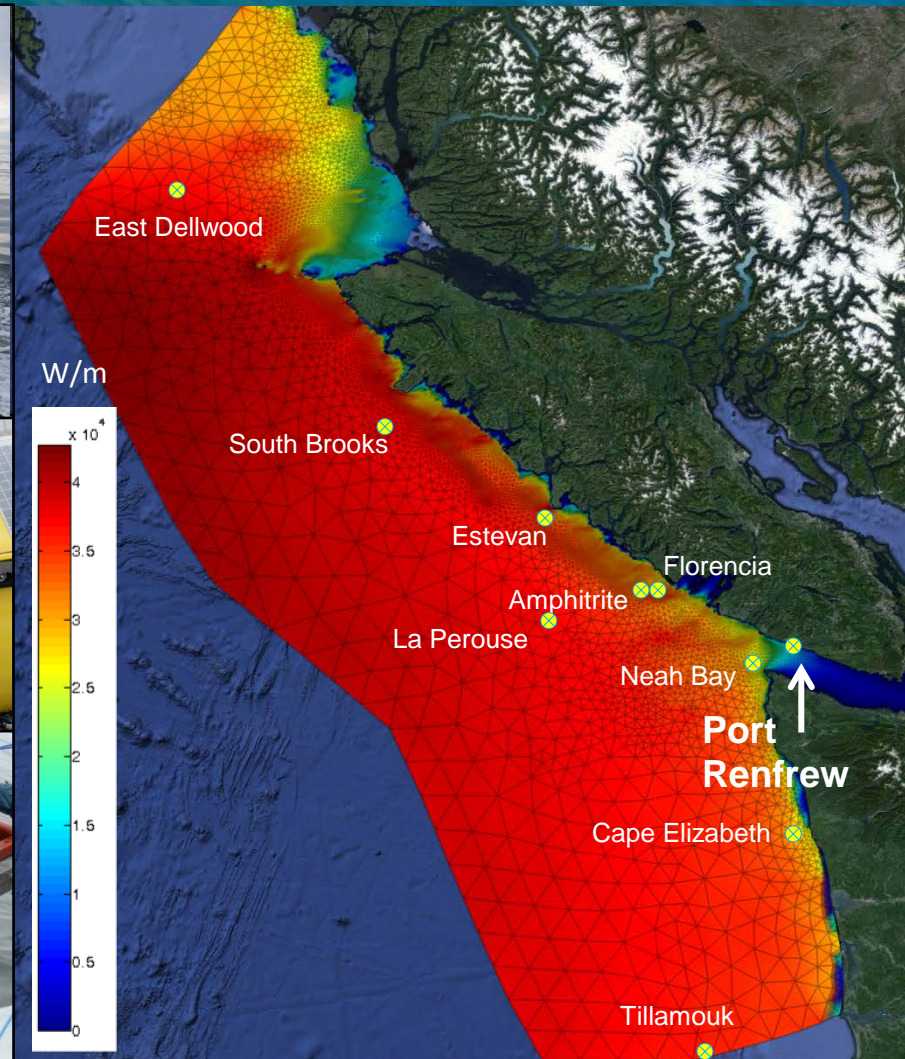 East Dellwood
W/m
x 10⁴
4
3.5
3
2.5
2
1.5
1
0.5
0
South Brooks
Estevan
Florencia
Amphitrite
La Perouse
Neah Bay
Port
Renfrew
Cape Elizabeth
Tillamouk